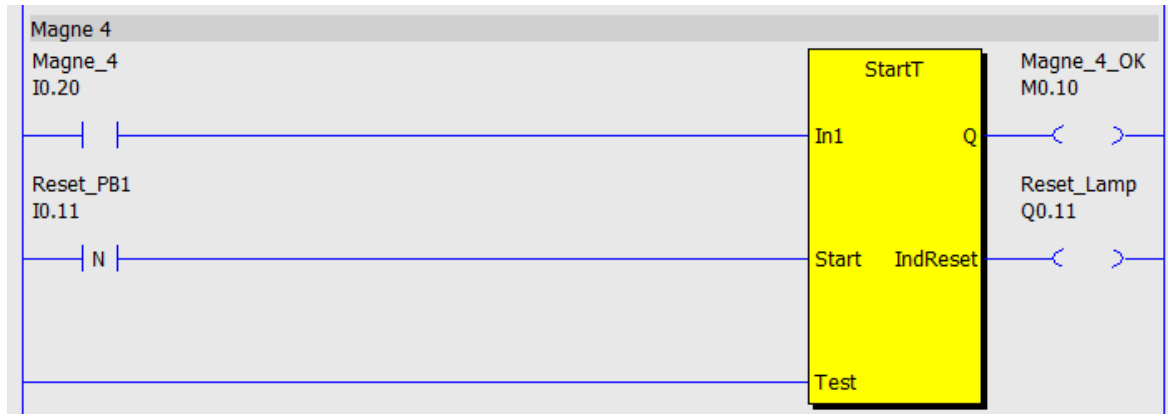 Magne 4
Magne_4
I0.20
StartT
Magne_4_OK
M0.10
In1
Q
Reset_PB1
I0.11
Reset_Lamp
Q0.11
N
Start
IndReset
Test